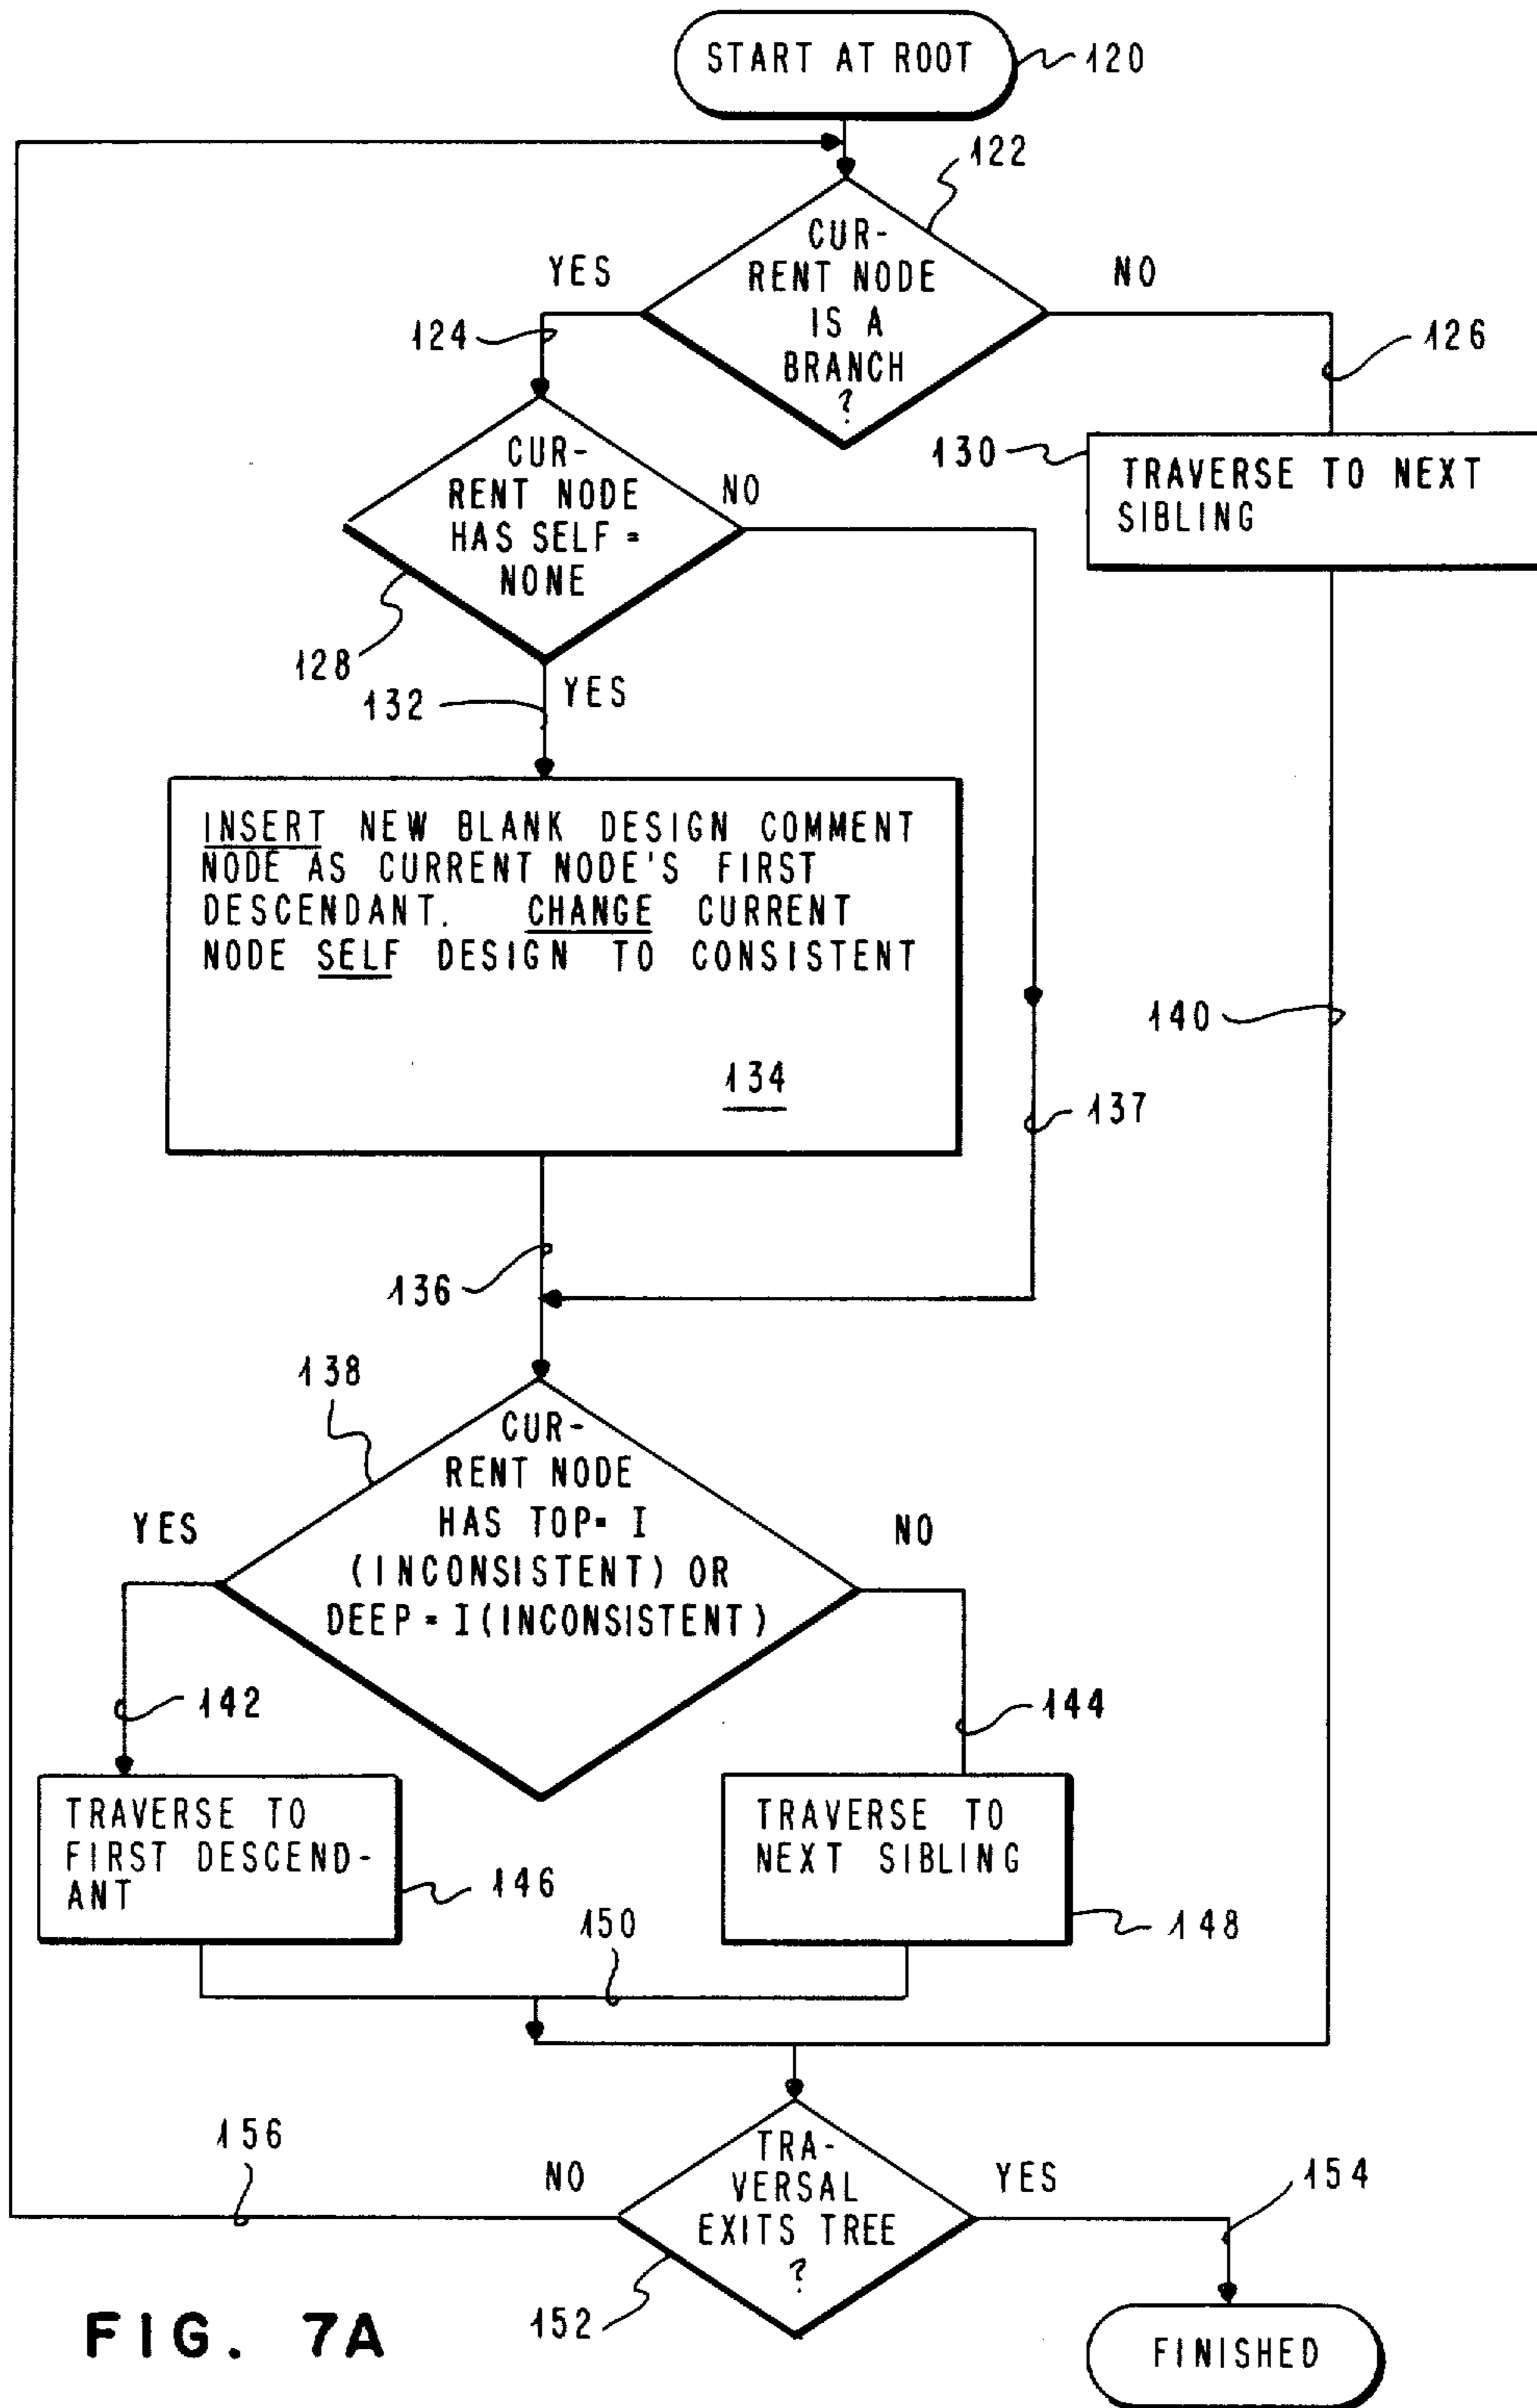 START AT ROOT
120
122
CUR-
RENT NODE
IS A
BRANCH
?
YES
NO
124
126
CUR-
RENT NODE
HAS SELF =
NONE
NO
130
TRAVERSE TO NEXT
SIBLING
128
132
YES
INSERT NEW BLANK DESIGN COMMENT
NODE AS CURRENT NODE'S FIRST
DESCENDANT. CHANGE CURRENT
NODE SELF DESIGN TO CONSISTENT
134
140
137
136
138
CUR-
RENT NODE
HAS TOP= I
(INCONSISTENT) OR
DEEP = I (INCONSISTENT)
YES
NO
142
144
TRAVERSE TO
FIRST DESCEND-
ANT
146
TRAVERSE TO
NEXT SIBLING
148
150
156
NO
TRA-
VERSAL
EXITS TREE
?
YES
154
152
FINISHED
FIG. 7A